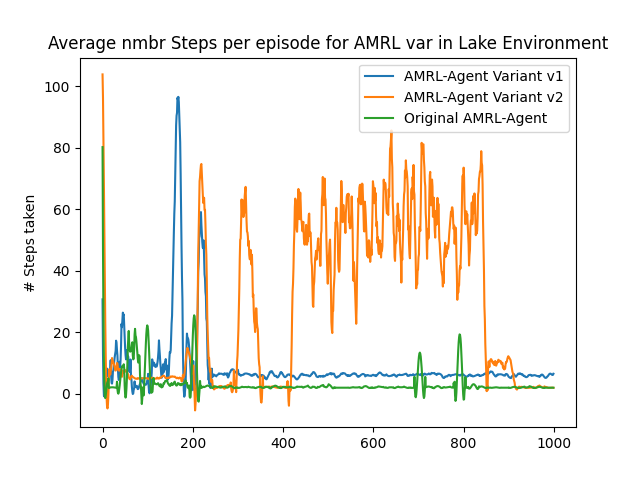 Average nmbr Steps per episode for AMRL var in Lake Environment
AMRL-Agent Variant v1
AMRL-Agent Variant v2
Original AMRL-Agent
# Steps taken
100
80
60
40
20
0
0 200 400 600 800 1000